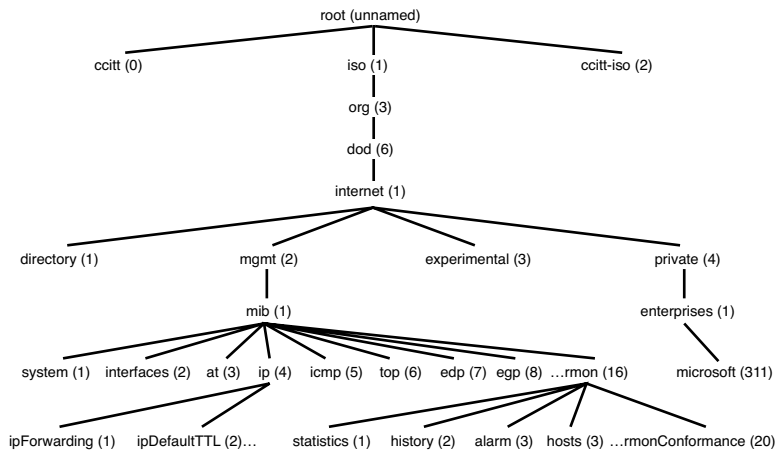 root (unnamed)
ccitt (0) iso (1) ccitt-iso (2)
org (3)
dod (6)
internet (1)
directory (1) mgmt (2) experimental (3) private (4)
mib (1) enterprises (1)
system (1) interfaces (2) at (3) ip (4) icmp (5) top (6) edp (7) egp (8) ...rmon (16) microsoft (311)
ipForwarding (1) ipDefaultTTL (2)... statistics (1) history (2) alarm (3) hosts (3) ...rmonConformance (20)